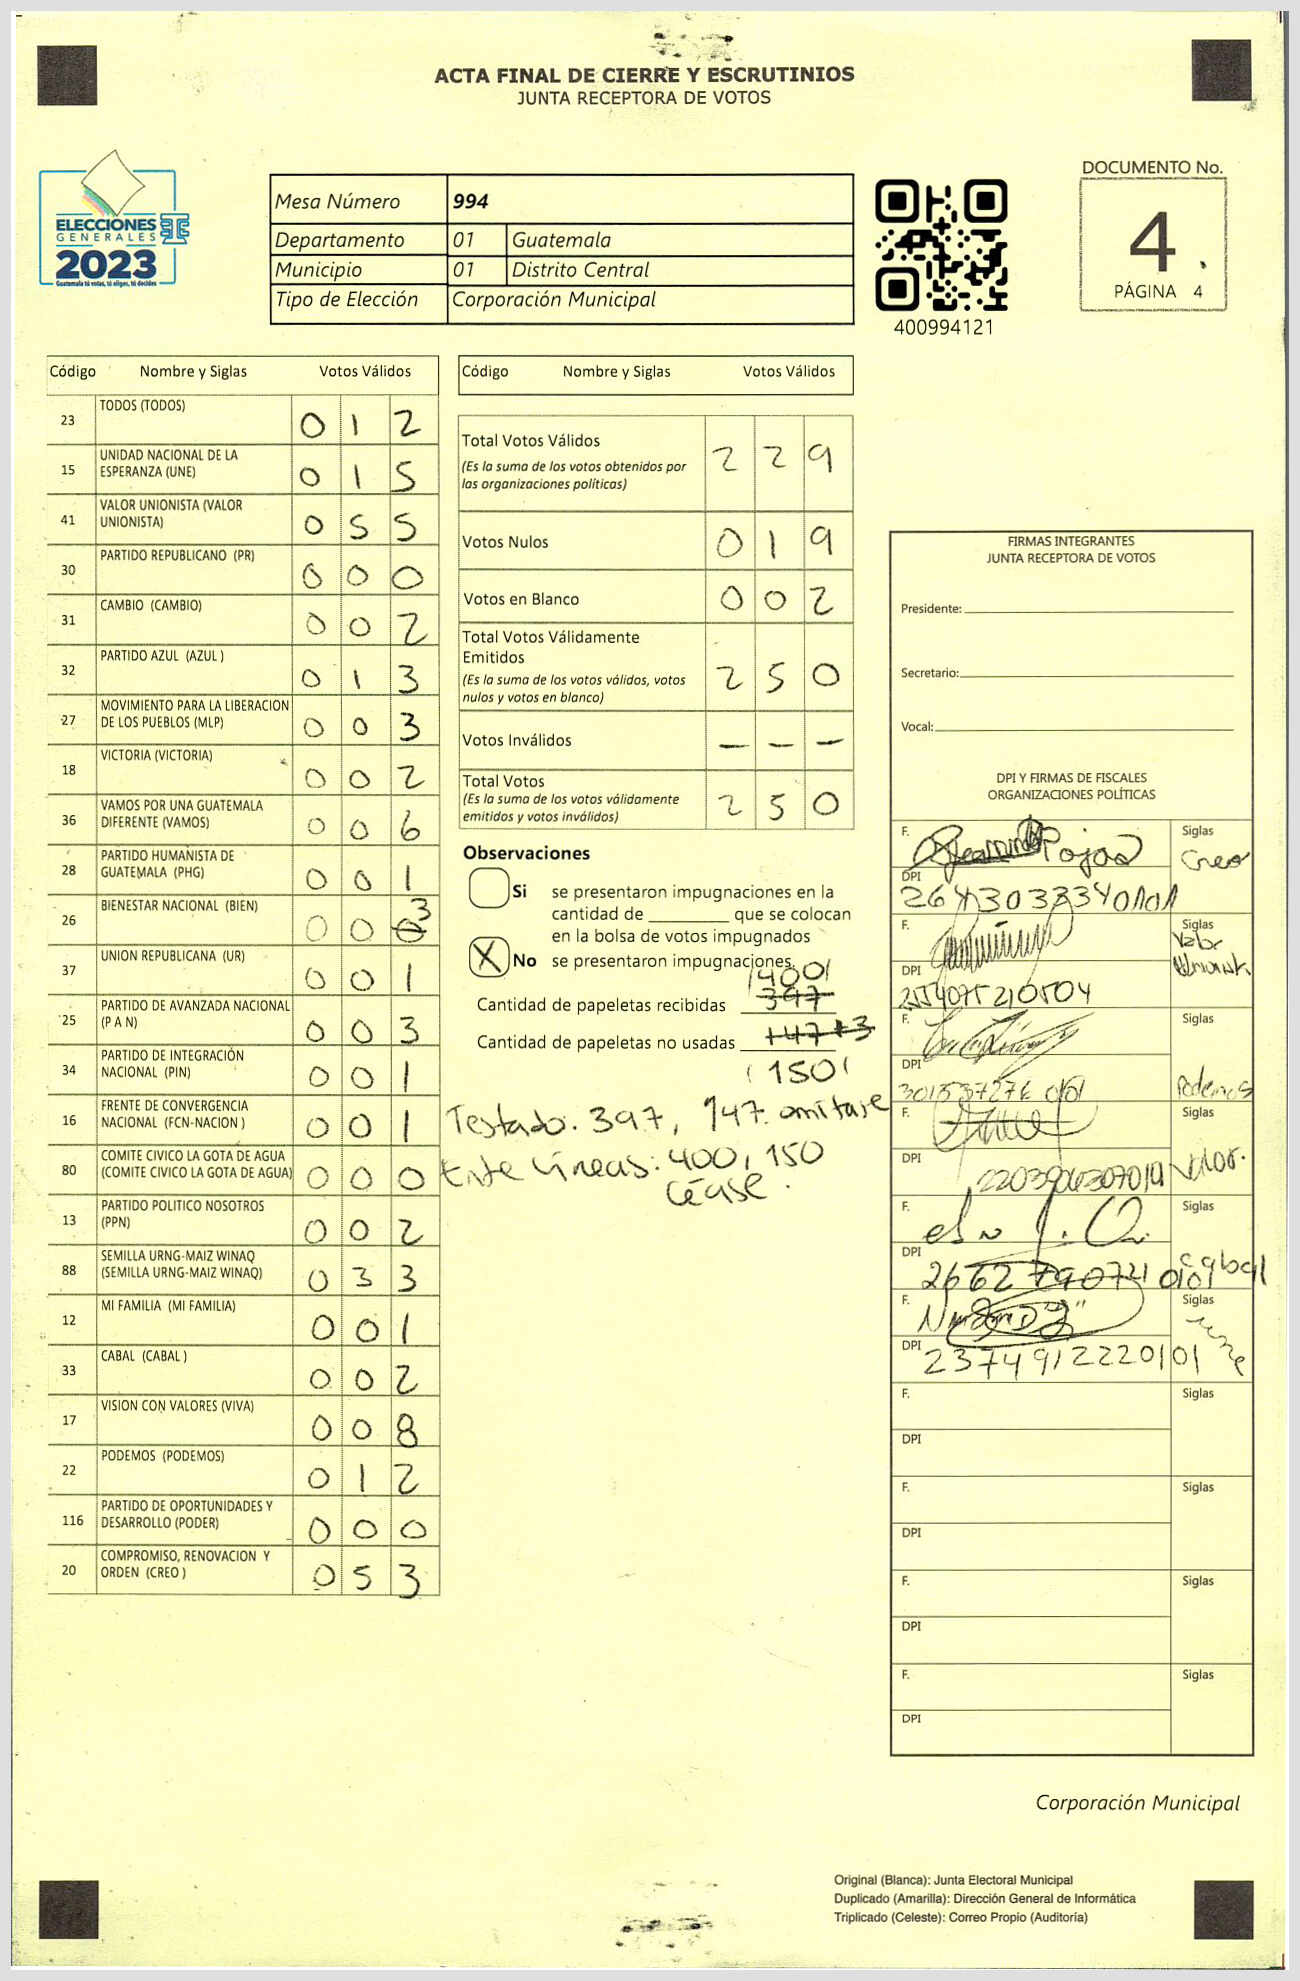 ACTA FINAL DE CIERRE Y ESCRUTINIOS
JUNTA RECEPTORA DE VOTOS
ELECCIONES
GENERALES
2023
Guatemala tú votas, tú eliges, tú decides
Mesa Número 994
Departamento 01 Guatemala
Municipio 01 Distrito Central
Tipo de Elección Corporación Municipal
400994121
DOCUMENTO No.
4
PÁGINA 4
Código Nombre y Siglas Votos Válidos
23 TODOS (TODOS) 0 1 2
15 UNIDAD NACIONAL DE LA
ESPERANZA (UNE) 0 1 5
41 VALOR UNIONISTA (VALOR
UNIONISTA) 0 5 5
30 PARTIDO REPUBLICANO (PR) 0 0 0
31 CAMBIO (CAMBIO) 0 0 2
32 PARTIDO AZUL (AZUL ) 0 1 3
27 MOVIMIENTO PARA LA LIBERACION
DE LOS PUEBLOS (MLP) 0 0 3
18 VICTORIA (VICTORIA) 0 0 2
36 VAMOS POR UNA GUATEMALA
DIFERENTE (VAMOS) 0 0 6
28 PARTIDO HUMANISTA DE
GUATEMALA (PHG) 0 0 1
26 BIENESTAR NACIONAL (BIEN) 0 0 3
37 UNION REPUBLICANA (UR) 0 0 1
25 PARTIDO DE AVANZADA NACIONAL
(P A N) 0 0 3
34 PARTIDO DE INTEGRACIÓN
NACIONAL (PIN) 0 0 1
16 FRENTE DE CONVERGENCIA
NACIONAL (FCN-NACION ) 0 0 1
80 COMITE CIVICO LA GOTA DE AGUA
(COMITE CIVICO LA GOTA DE AGUA) 0 0 0
13 PARTIDO POLITICO NOSOTROS
(PPN) 0 0 2
88 SEMILLA URNG-MAIZ WINAQ
(SEMILLA URNG-MAIZ WINAQ) 0 3 3
12 MI FAMILIA (MI FAMILIA) 0 0 1
33 CABAL (CABAL ) 0 0 2
17 VISION CON VALORES (VIVA) 0 0 8
22 PODEMOS (PODEMOS) 0 1 2
116 PARTIDO DE OPORTUNIDADES Y
DESARROLLO (PODER) 0 0 0
20 COMPROMISO, RENOVACION Y
ORDEN (CREO ) 0 5 3
Código Nombre y Siglas Votos Válidos
Total Votos Válidos 2 2 9
(Es la suma de los votos obtenidos por
las organizaciones políticas)
Votos Nulos 0 1 9
Votos en Blanco 0 0 2
Total Votos Válidamente
Emitidos 2 5 0
(Es la suma de los votos válidos, votos
nulos y votos en blanco)
Votos Inválidos — — —
Total Votos 2 5 0
(Es la suma de los votos válidamente
emitidos y votos inválidos)
Observaciones
Si se presentaron impugnaciones en la
cantidad de ________ que se colocan
en la bolsa de votos impugnados
X No se presentaron impugnaciones.
400
Cantidad de papeletas recibidas 397
Cantidad de papeletas no usadas 147+3
150
Testado: 397, 147 omitase
Entre líneas: 400, 150
Céase.
FIRMAS INTEGRANTES
JUNTA RECEPTORA DE VOTOS
Presidente:
Secretario:
Vocal:
DPI Y FIRMAS DE FISCALES
ORGANIZACIONES POLÍTICAS
F. Rojas Siglas
Creo
DPI
F. Siglas
Valor
DPI
F. Siglas
DPI
Podemos
F. Siglas
DPI
Valor.
F. Siglas
DPI
cabal
F. Siglas
une
DPI 2374912220101
F. Siglas
DPI
F. Siglas
DPI
F. Siglas
DPI
F. Siglas
DPI
Corporación Municipal
Original (Blanca): Junta Electoral Municipal
Duplicado (Amarilla): Dirección General de Informática
Triplicado (Celeste): Correo Propio (Auditoría)